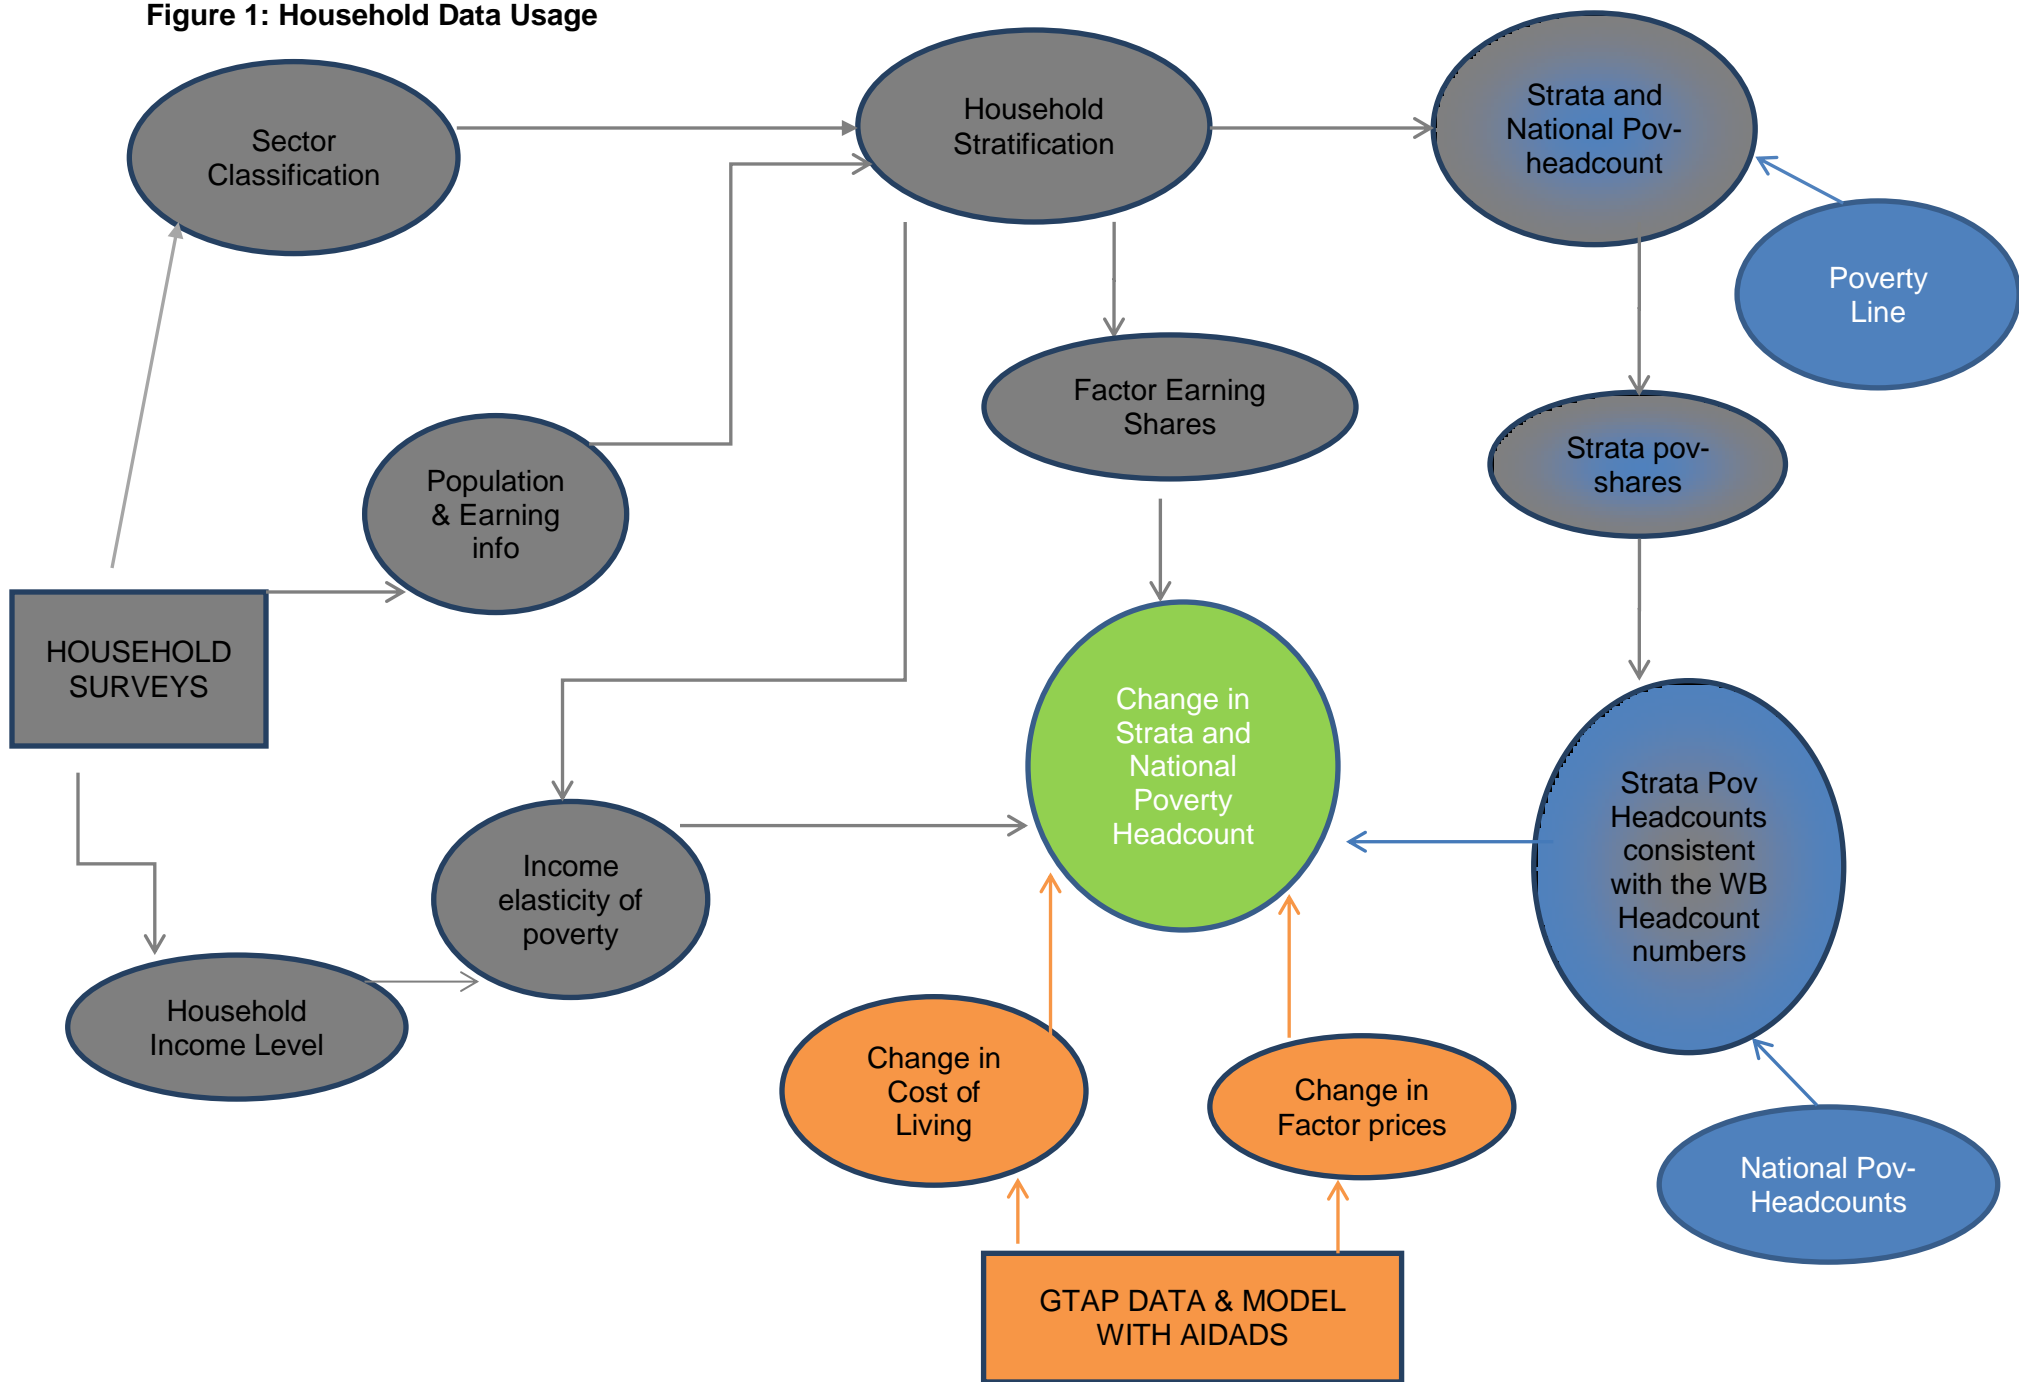 Figure 1: Household Data Usage
Sector
Classification
Household
Stratification
Strata and
National Pov-
headcount
Poverty
Line
Factor Earning
Shares
Strata pov-
shares
Population
& Earning
info
HOUSEHOLD
SURVEYS
Change in
Strata and
National
Poverty
Headcount
Strata Pov
Headcounts
consistent
with the WB
Headcount
numbers
Income
elasticity of
poverty
Household
Income Level
Change in
Cost of
Living
Change in
Factor prices
National Pov-
Headcounts
GTAP DATA & MODEL
WITH AIDADS